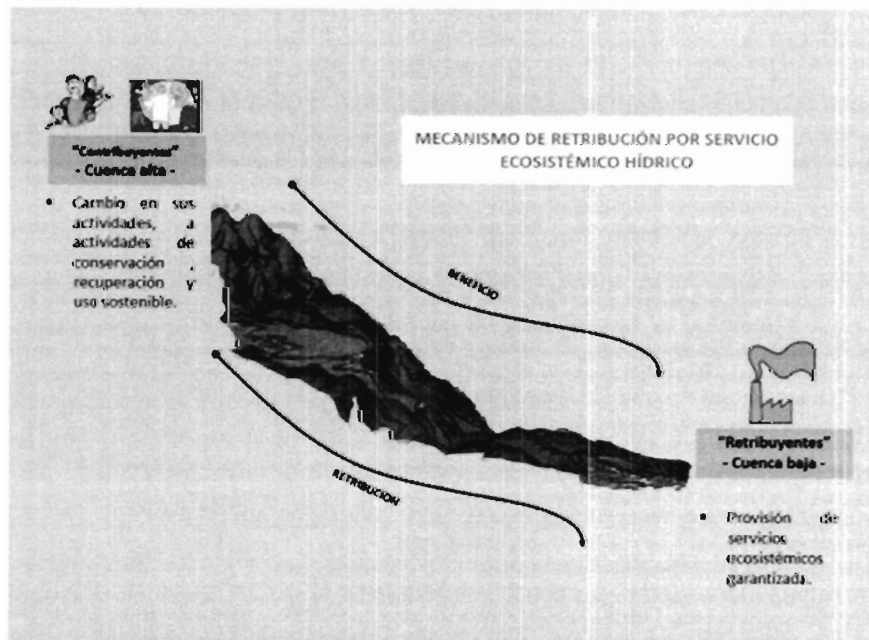 MECANISMO DE RETRIBUCIÓN POR SERVICIO
ECOSISTÉMICO HÍDRICO
"Contribuyentes"
- Cuenca alta -
• Cambio en sus
actividades, a
actividades de
conservación ,
recuperación y
uso sostenible.
BENEFICIO
RETRIBUCION
"Retribuyentes"
- Cuenca baja -
• Provisión de
servicios
ecosistémicos
garantizada.